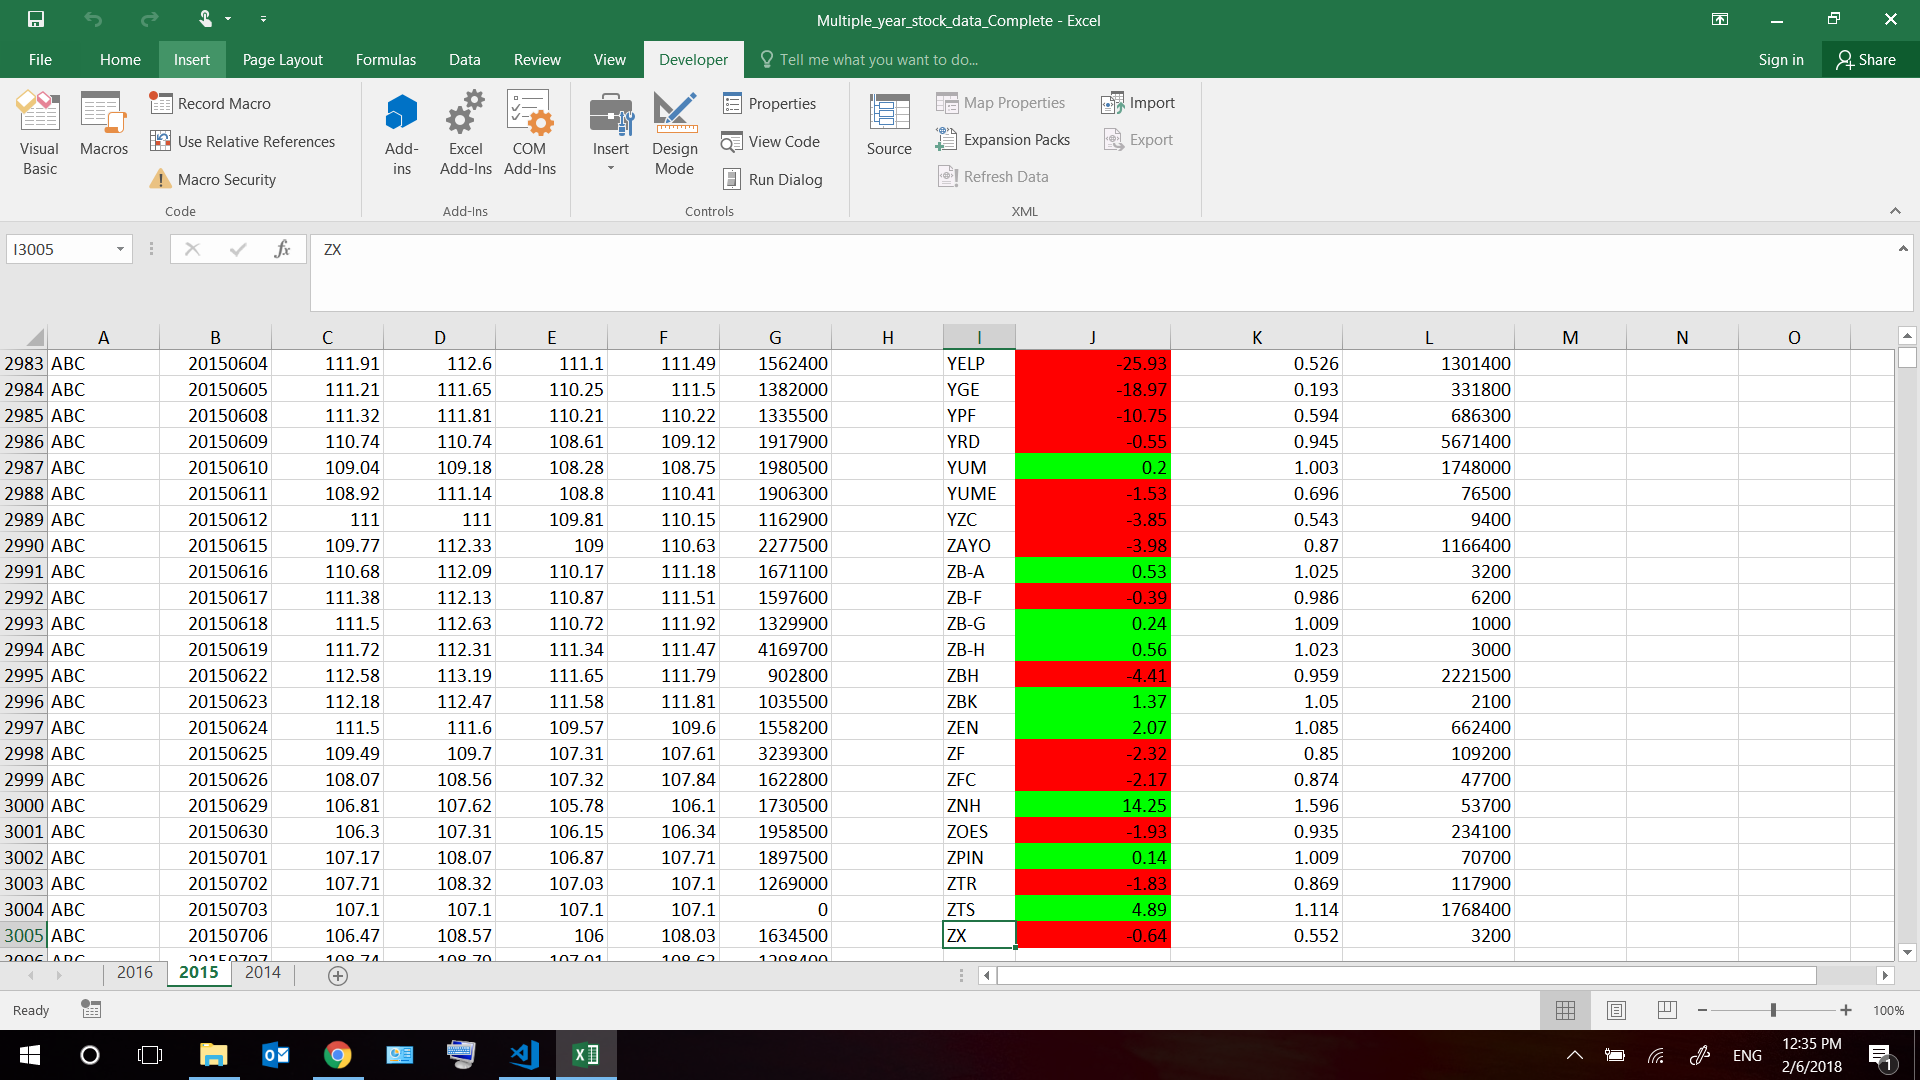 Multiple_year_stock_data_Complete - Excel
File Home Insert Page Layout Formulas Data Review View Developer Tell me what you want to do... Sign in Share
Visual Basic
Macros
Record Macro
Use Relative References
Macro Security
Code
Add-ins
Excel Add-Ins
COM Add-Ins
Add-Ins
Insert
Design Mode
Properties
View Code
Run Dialog
Controls
Source
Map Properties
Expansion Packs
Refresh Data
Import
Export
XML
I3005 fx ZX
A B C D E F G H I J K L M N O
2983 ABC 20150604 111.91 112.6 111.1 111.49 1562400 YELP -25.93 0.526 1301400
2984 ABC 20150605 111.21 111.65 110.25 111.5 1382000 YGE -18.97 0.193 331800
2985 ABC 20150608 111.32 111.81 110.21 110.22 1335500 YPF -10.75 0.594 686300
2986 ABC 20150609 110.74 110.74 108.61 109.12 1917900 YRD -0.55 0.945 5671400
2987 ABC 20150610 109.04 109.18 108.28 108.75 1980500 YUM 0.2 1.003 1748000
2988 ABC 20150611 108.92 111.14 108.8 110.41 1906300 YUME -1.53 0.696 76500
2989 ABC 20150612 111 111 109.81 110.15 1162900 YZC -3.85 0.543 9400
2990 ABC 20150615 109.77 112.33 109 110.63 2277500 ZAYO -3.98 0.87 1166400
2991 ABC 20150616 110.68 112.09 110.17 111.18 1671100 ZB-A 0.53 1.025 3200
2992 ABC 20150617 111.38 112.13 110.87 111.51 1597600 ZB-F -0.39 0.986 6200
2993 ABC 20150618 111.5 112.63 110.72 111.92 1329900 ZB-G 0.24 1.009 1000
2994 ABC 20150619 111.72 112.31 111.34 111.47 4169700 ZB-H 0.56 1.023 3000
2995 ABC 20150622 112.58 113.19 111.65 111.79 902800 ZBH -4.41 0.959 2221500
2996 ABC 20150623 112.18 112.47 111.58 111.81 1035500 ZBK 1.37 1.05 2100
2997 ABC 20150624 111.5 111.6 109.57 109.6 1558200 ZEN 2.07 1.085 662400
2998 ABC 20150625 109.49 109.7 107.31 107.61 3239300 ZF -2.32 0.85 109200
2999 ABC 20150626 108.07 108.56 107.32 107.84 1622800 ZFC -2.17 0.874 47700
3000 ABC 20150629 106.81 107.62 105.78 106.1 1730500 ZNH 14.25 1.596 53700
3001 ABC 20150630 106.3 107.31 106.15 106.34 1958500 ZOES -1.93 0.935 234100
3002 ABC 20150701 107.17 108.07 106.87 107.71 1897500 ZPIN 0.14 1.009 70700
3003 ABC 20150702 107.71 108.32 107.03 107.1 1269000 ZTR -1.83 0.869 117900
3004 ABC 20150703 107.1 107.1 107.1 107.1 0 ZTS 4.89 1.114 1768400
3005 ABC 20150706 106.47 108.57 106 108.03 1634500 ZX -0.64 0.552 3200
2016 2015 2014
Ready 100%
ENG 12:35 PM
2/6/2018 1